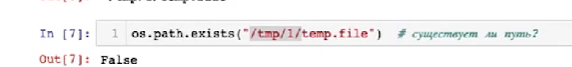 In [7]: 1 os.path.exists("/tmp/1/temp.file") # существует ли путь?
Out[7]: False